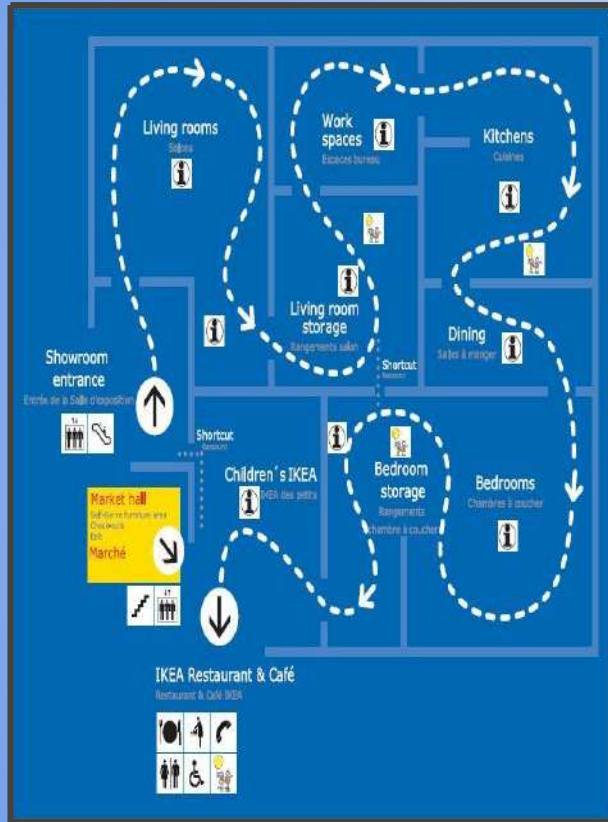 Living rooms
Salons
Work
spaces
Espaces bureau
Kitchens
Cuisines
Living room
storage
Rangements salon
Dining
Salles à manger
Shortcut
Raccourci
Showroom
entrance
Entrée de la Salle d'exposition
Shortcut
Raccourci
Children´s IKEA
IKEA des petits
Bedroom
storage
Rangements
chambre à coucher
Bedrooms
Chambres à coucher
Market hall
Self-serve furniture area
Checkouts
Exit
Marché
IKEA Restaurant & Café
Restaurant & Café IKEA